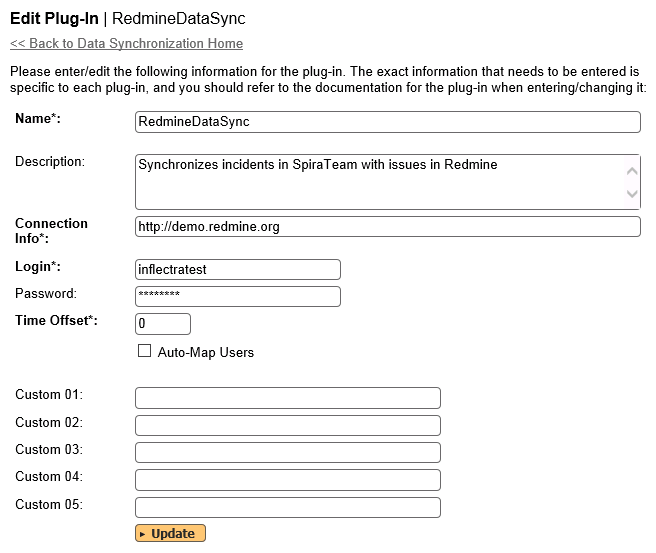 Edit Plug-In | RedmineDataSync
<< Back to Data Synchronization Home
Please enter/edit the following information for the plug-in. The exact information that needs to be entered is
specific to each plug-in, and you should refer to the documentation for the plug-in when entering/changing it:
Name*: RedmineDataSync
Description: Synchronizes incidents in SpiraTeam with issues in Redmine
Connection
Info*: http://demo.redmine.org
Login*: inflectratest
Password: ********
Time Offset*: 0
Auto-Map Users
Custom 01:
Custom 02:
Custom 03:
Custom 04:
Custom 05:
Update